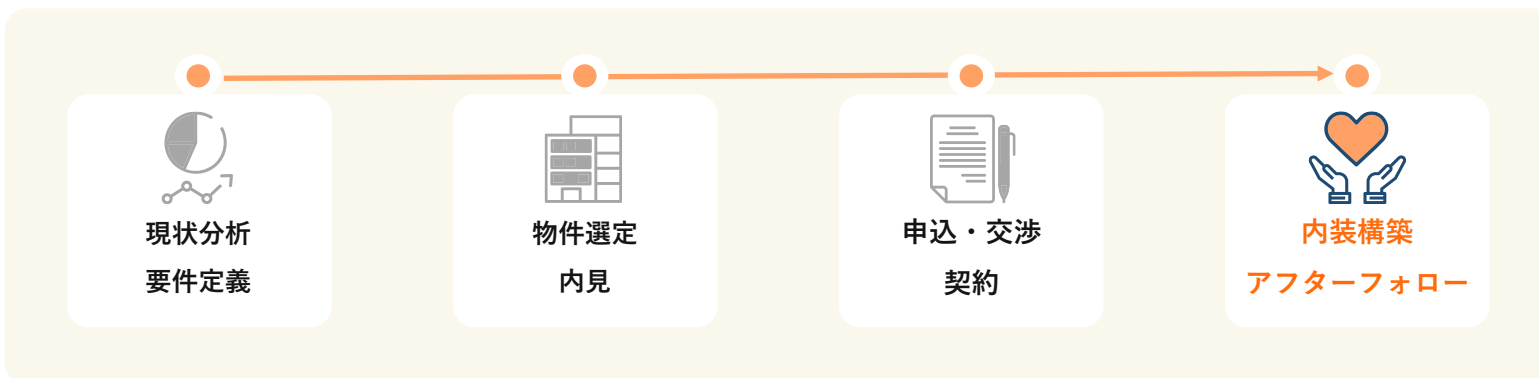 現状分析
要件定義
物件選定
内見
申込・交渉
契約
内装構築
アフターフォロー